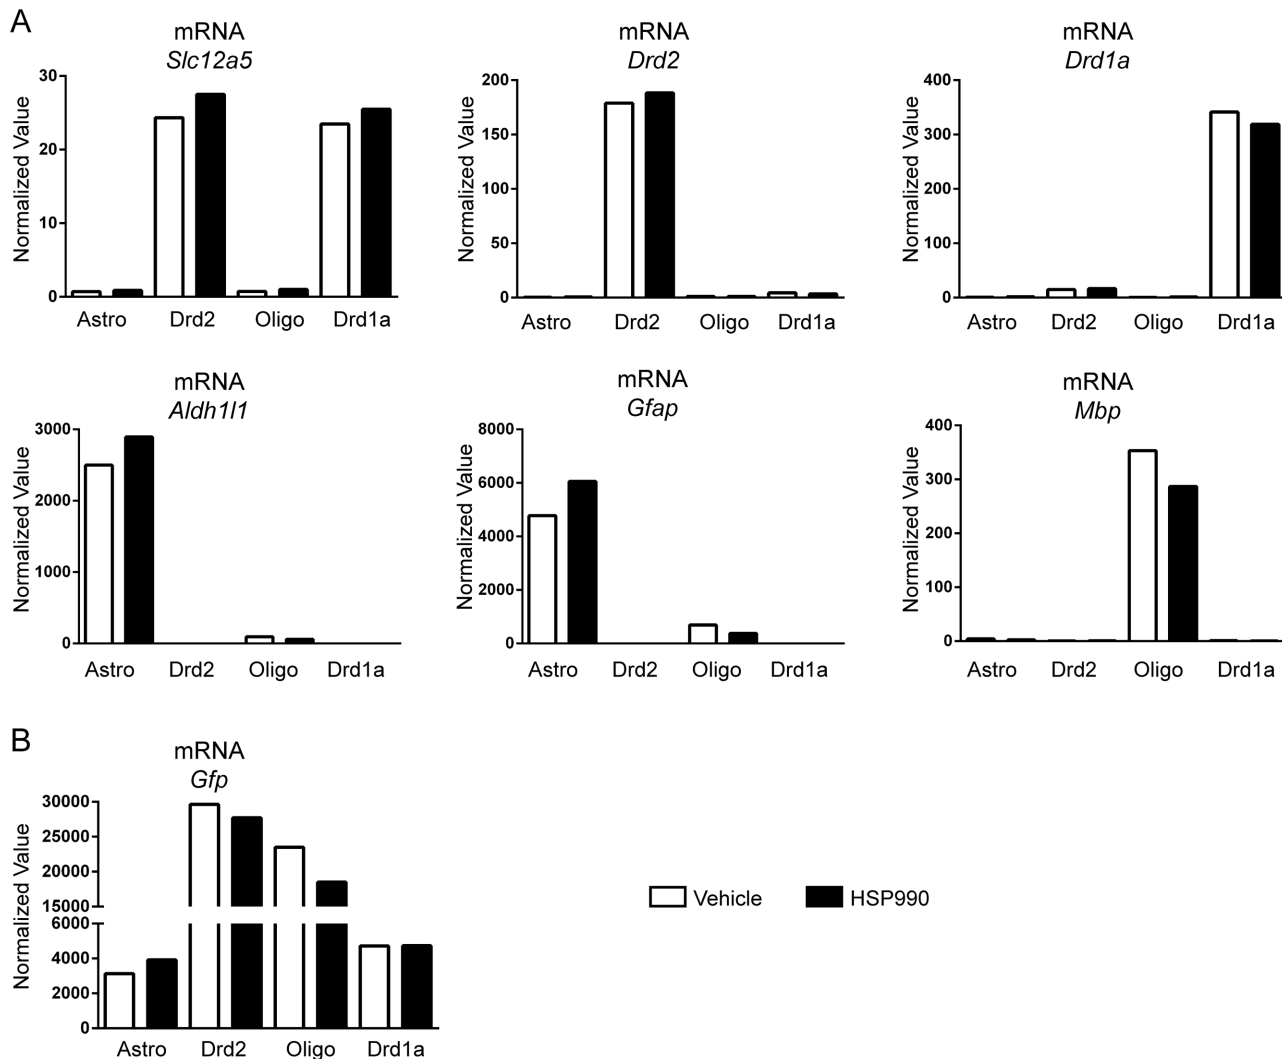 A
mRNA
Slc12a5
Normalized Value
30
20
10
0
Astro Drd2 Oligo Drd1a
mRNA
Drd2
Normalized Value
200
150
100
50
0
Astro Drd2 Oligo Drd1a
mRNA
Drd1a
Normalized Value
400
300
200
100
0
Astro Drd2 Oligo Drd1a
mRNA
Aldh1l1
Normalized Value
3000
2000
1000
0
Astro Drd2 Oligo Drd1a
mRNA
Gfap
Normalized Value
8000
6000
4000
2000
0
Astro Drd2 Oligo Drd1a
mRNA
Mbp
Normalized Value
400
300
200
100
0
Astro Drd2 Oligo Drd1a
B
mRNA
Gfp
Normalized Value
30000
25000
20000
15000
6000
4000
2000
0
Astro Drd2 Oligo Drd1a
Vehicle HSP990